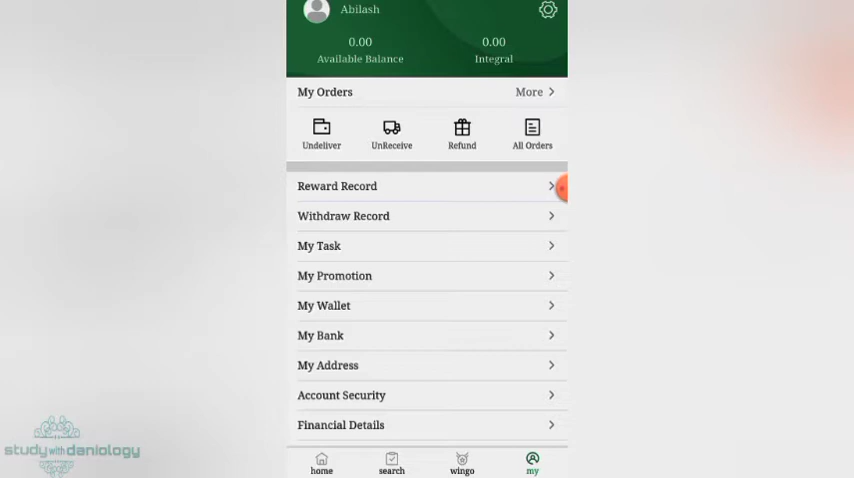 Abilash
0.00 0.00
Available Balance Integral
My Orders More
Undeliver UnReceive Refund All Orders
Reward Record
Withdraw Record
My Task
My Promotion
My Wallet
My Bank
My Address
Account Security
Financial Details
home search wingo my
study with daniology